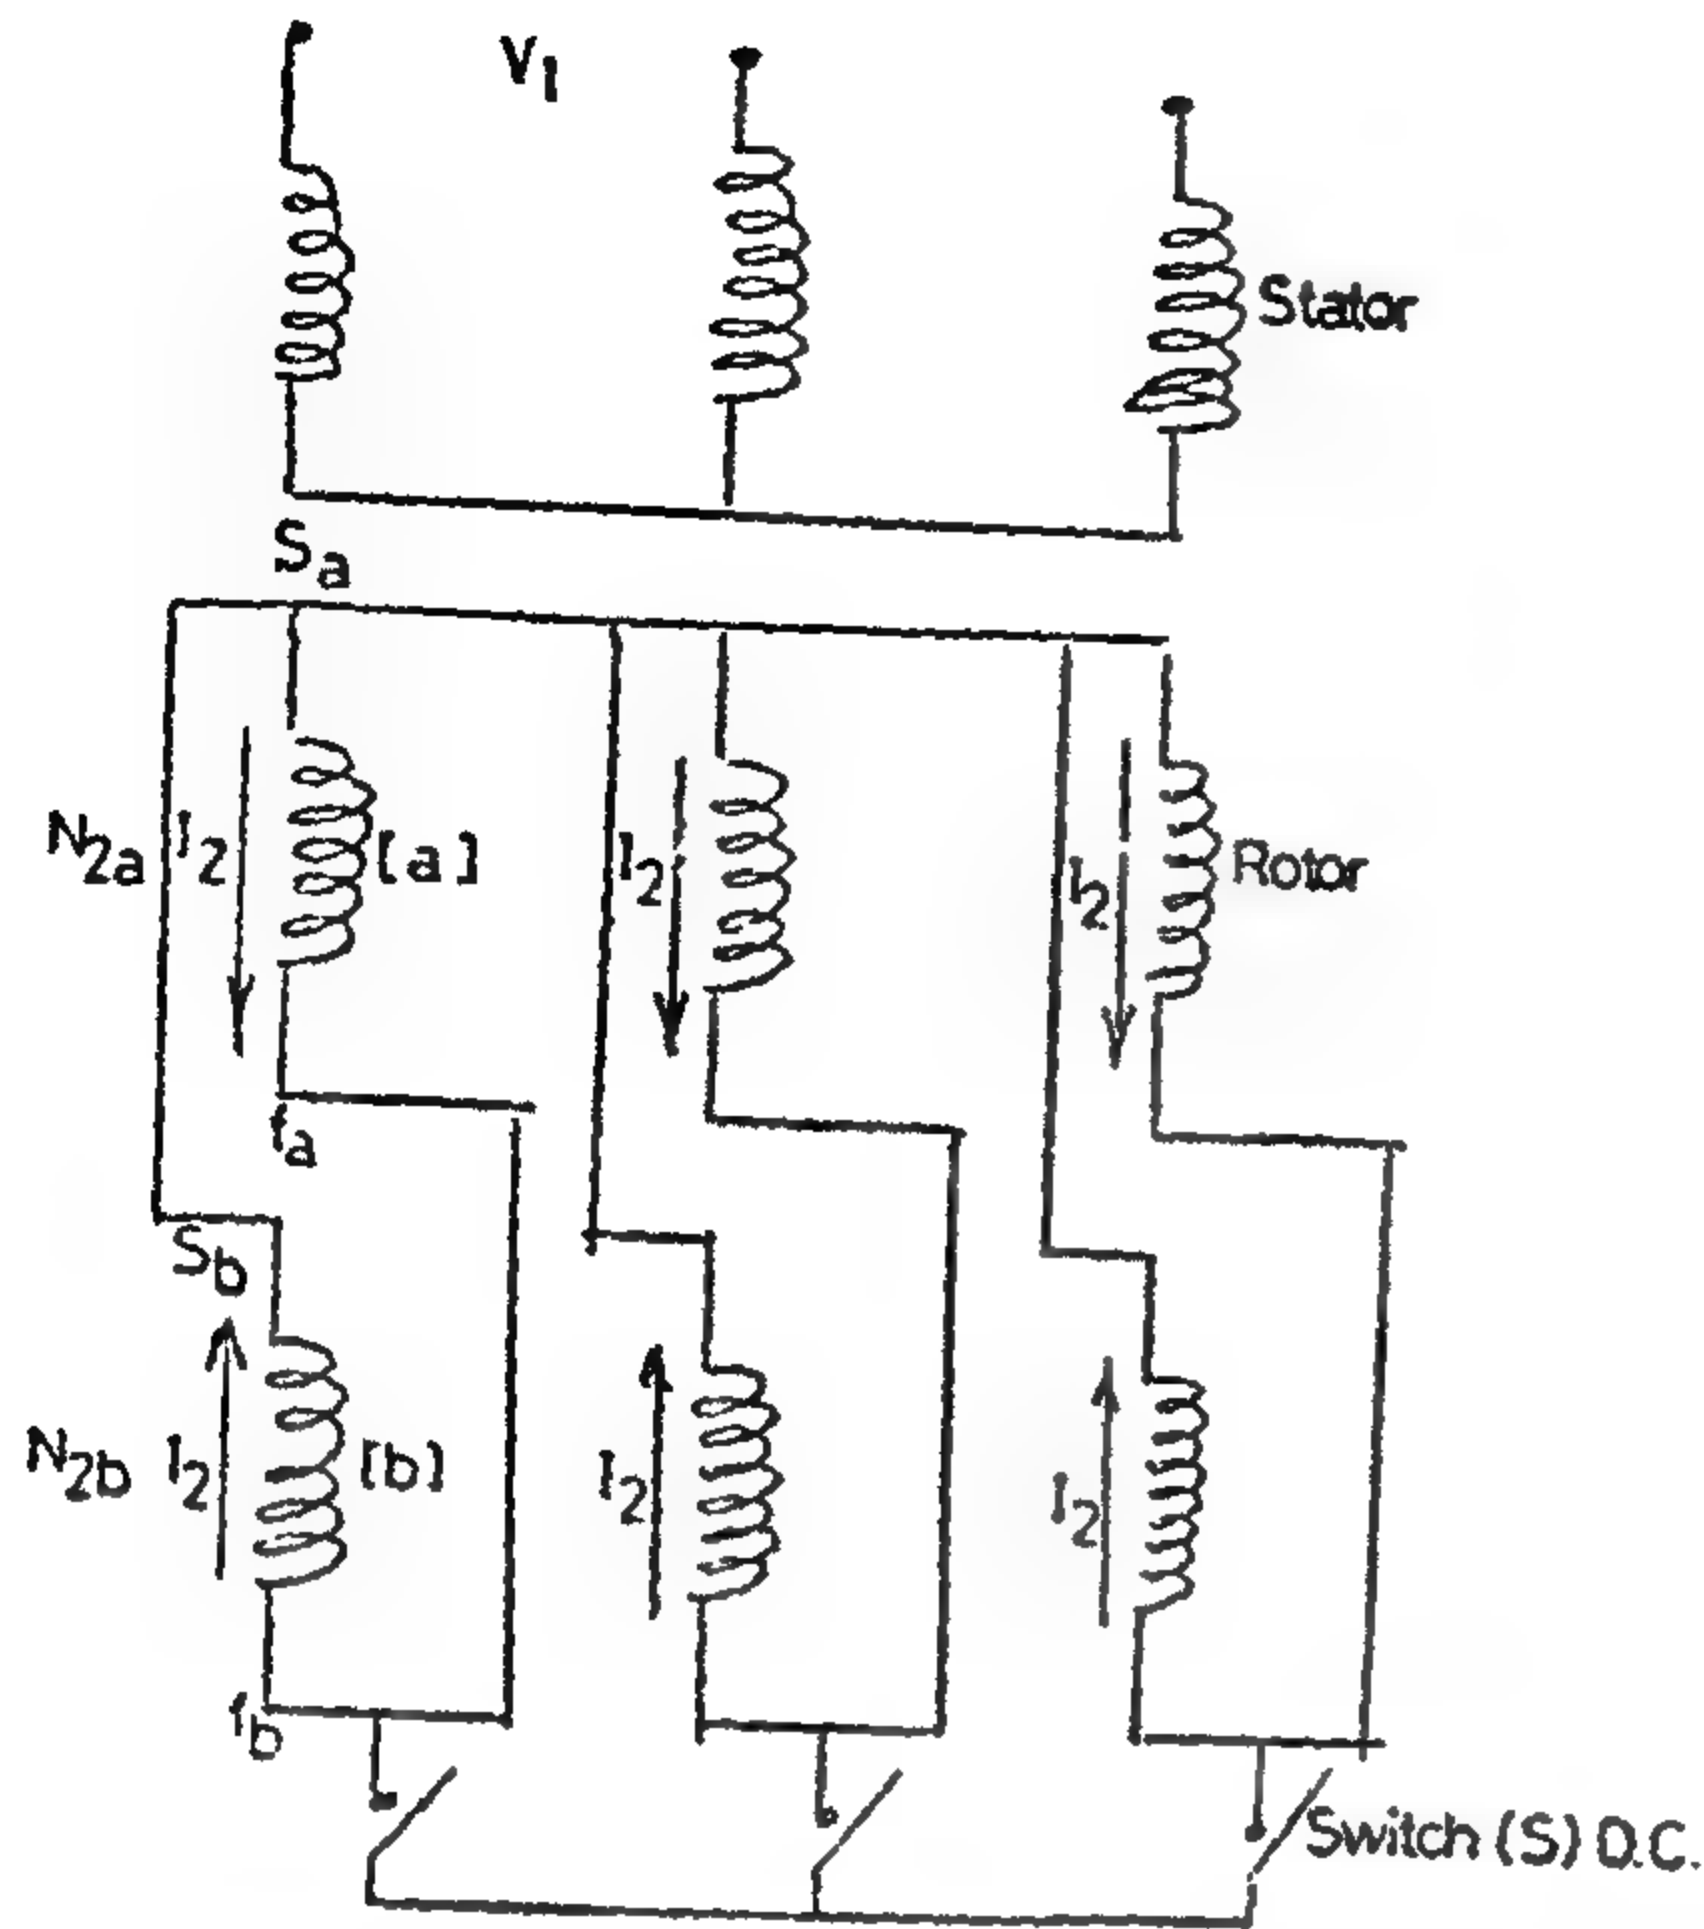 V1
Stator
Sa
N2a I2 [a] I2 I2 Rotor
fa
Sb
N2b I2 [b] I2 I2
fb
Switch (S) O.C.